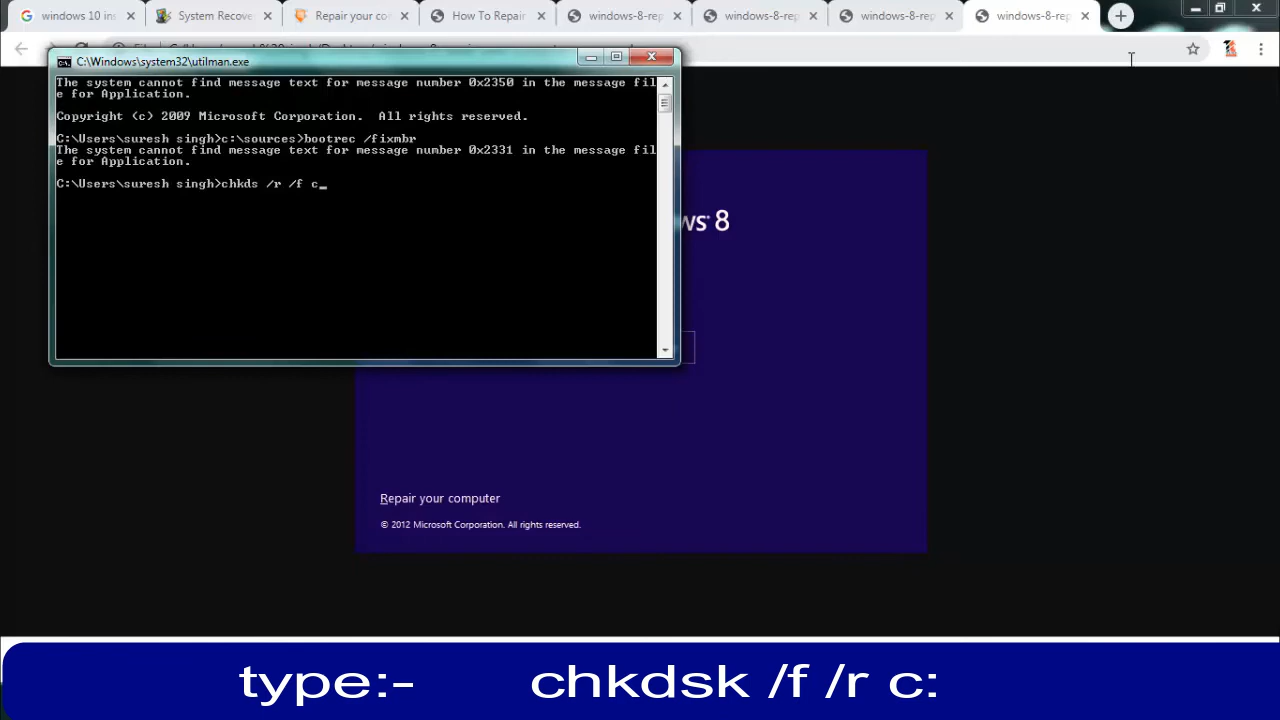 windows 10 ins
System Recove
Repair your co
How To Repair
windows-8-rep
windows-8-rep
windows-8-rep
windows-8-rep
C:\Windows\system32\utilman.exe
The system cannot find message text for message number 0x2350 in the message fil
e for Application.
Copyright (c) 2009 Microsoft Corporation. All rights reserved.
C:\Users\suresh singh>c:\sources>bootrec /fixmbr
The system cannot find message text for message number 0x2331 in the message fil
e for Application.
C:\Users\suresh singh>chkds /r /f c_
ws 8
Repair your computer
© 2012 Microsoft Corporation. All rights reserved.
type:- chkdsk /f /r c: